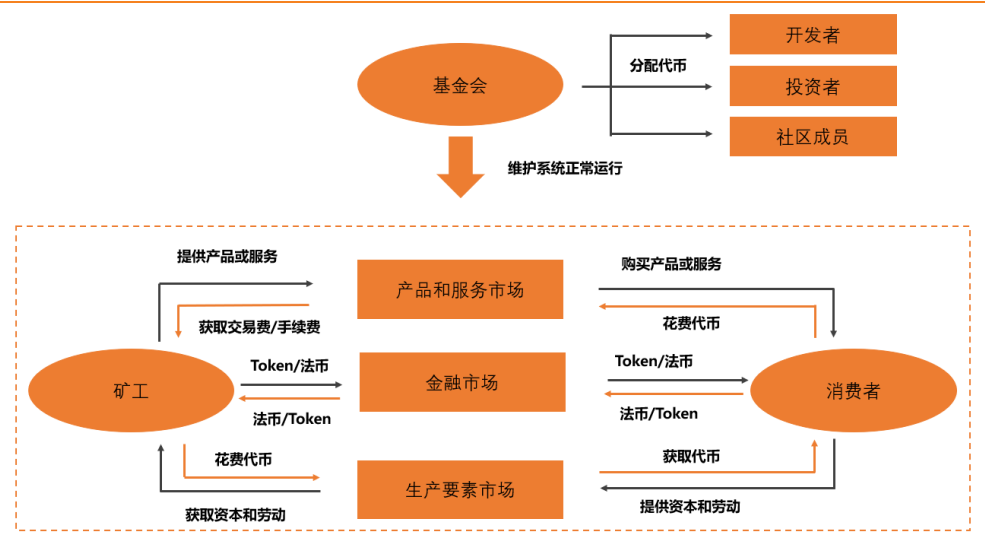 开发者
基金会
分配代币
投资者
社区成员
维护系统正常运行
提供产品或服务
购买产品或服务
产品和服务市场
获取交易费/手续费
花费代币
Token/法币
Token/法币
矿工
金融市场
消费者
法币/Token
法币/Token
花费代币
获取代币
生产要素市场
获取资本和劳动
提供资本和劳动